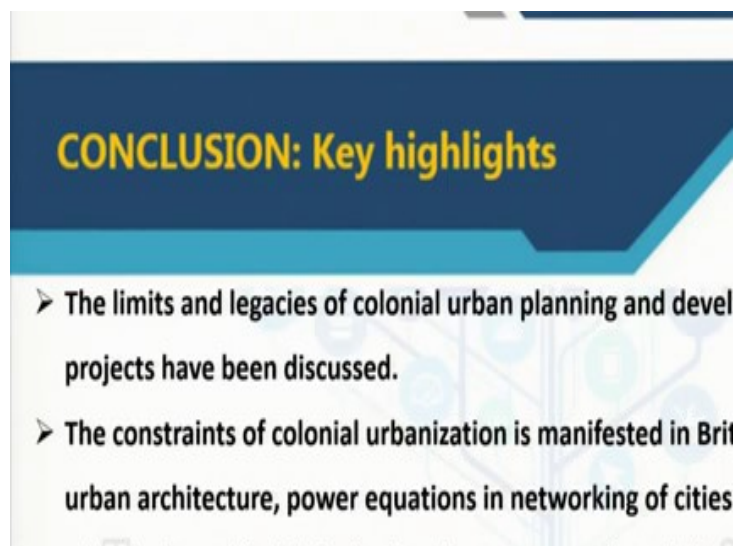 CONCLUSION: Key highlights
➤ The limits and legacies of colonial urban planning and devel
projects have been discussed.
➤ The constraints of colonial urbanization is manifested in Brit
urban architecture, power equations in networking of cities